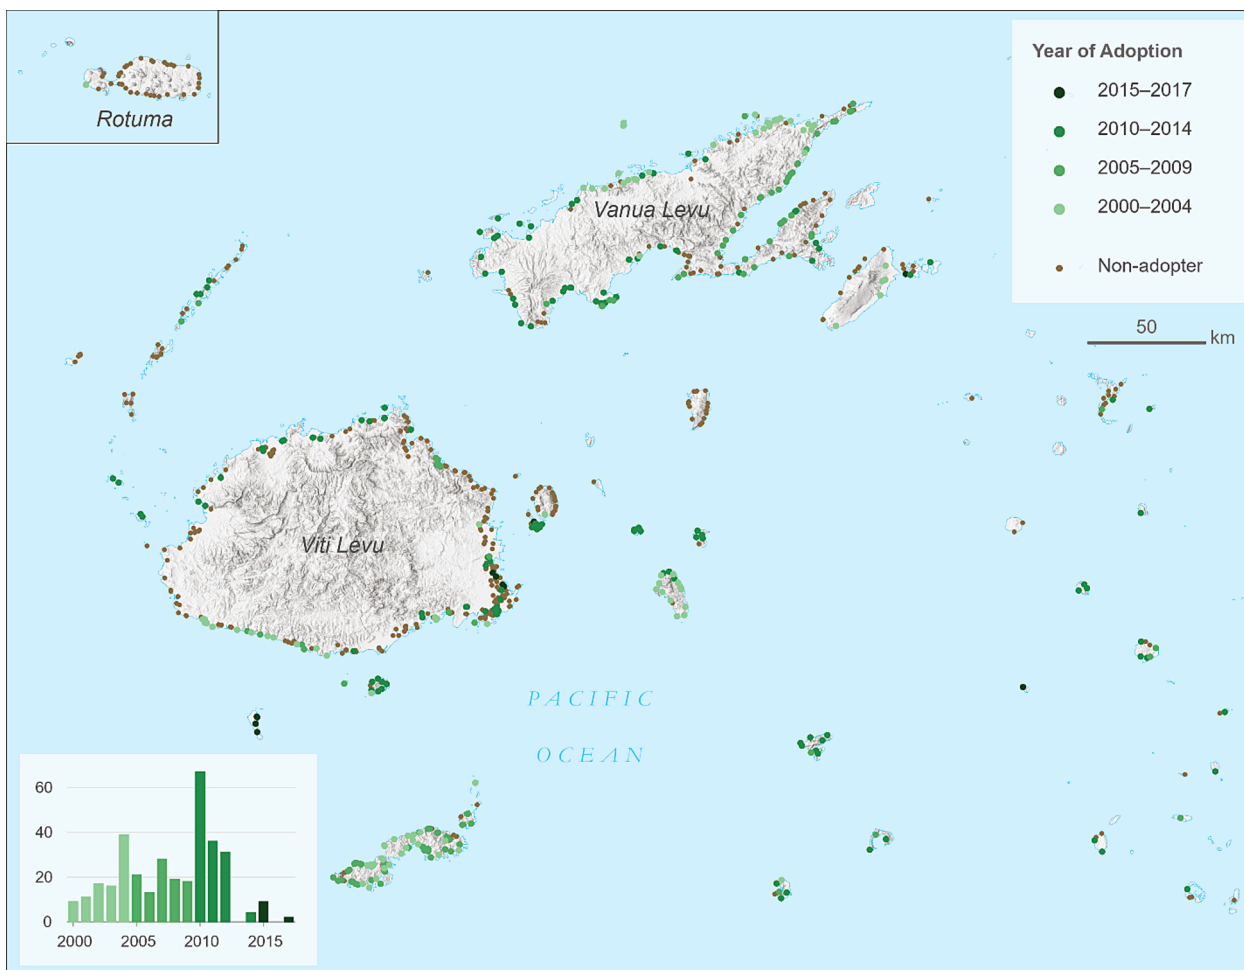 Rotuma
Year of Adoption
2015–2017
2010–2014
2005–2009
2000–2004
Non-adopter
50
km
Vanua Levu
Viti Levu
PACIFIC
OCEAN
60
40
20
0
2000
2005
2010
2015